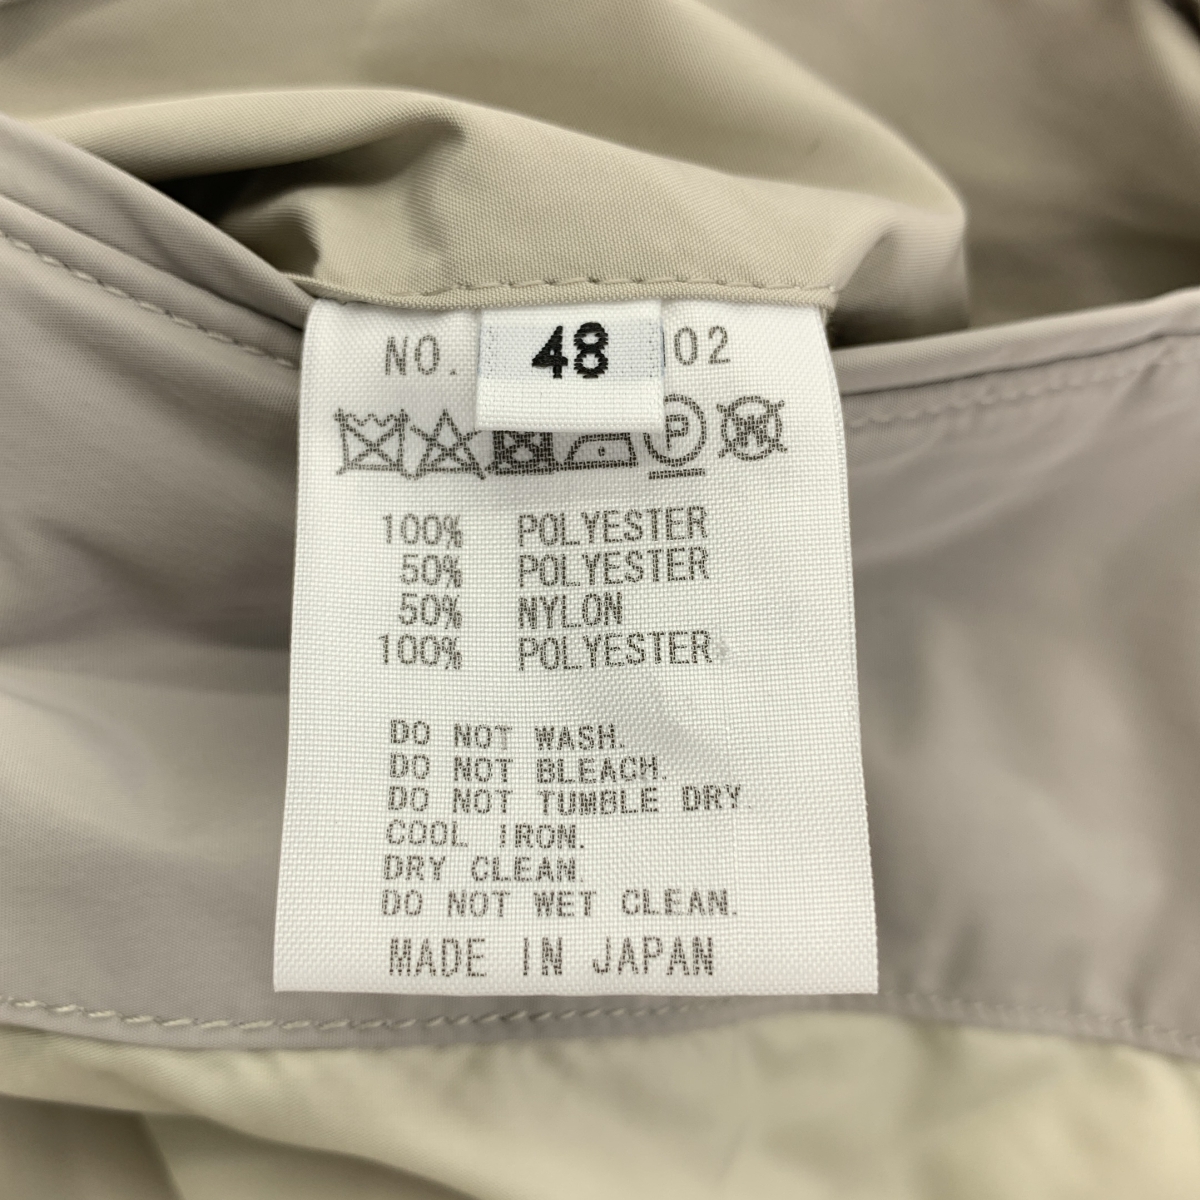 NO. 48 02
P
100% POLYESTER
50% POLYESTER
50% NYLON
100% POLYESTER
DO NOT WASH.
DO NOT BLEACH.
DO NOT TUMBLE DRY.
COOL IRON.
DRY CLEAN.
DO NOT WET CLEAN.
MADE IN JAPAN